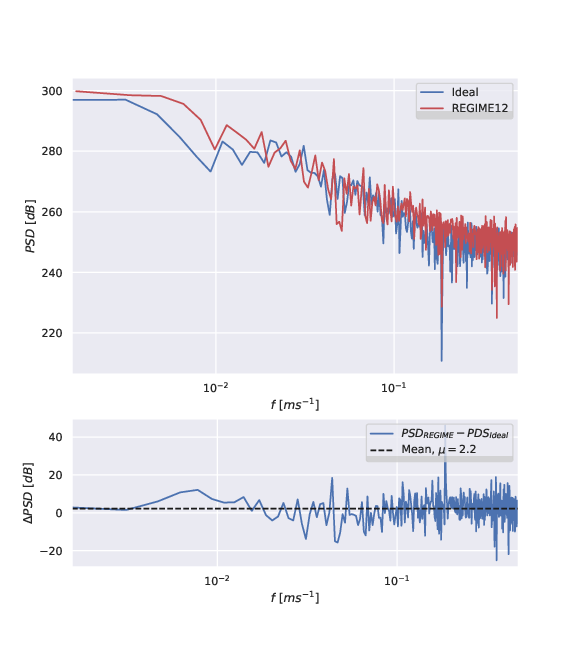 300
280
260
240
220
PSD [dB]
Ideal
REGIME12
10⁻²
10⁻¹
f [ms⁻¹]
40
20
0
−20
ΔPSD [dB]
PSD_REGIME − PDS_Ideal
Mean, μ = 2.2
10⁻²
10⁻¹
f [ms⁻¹]